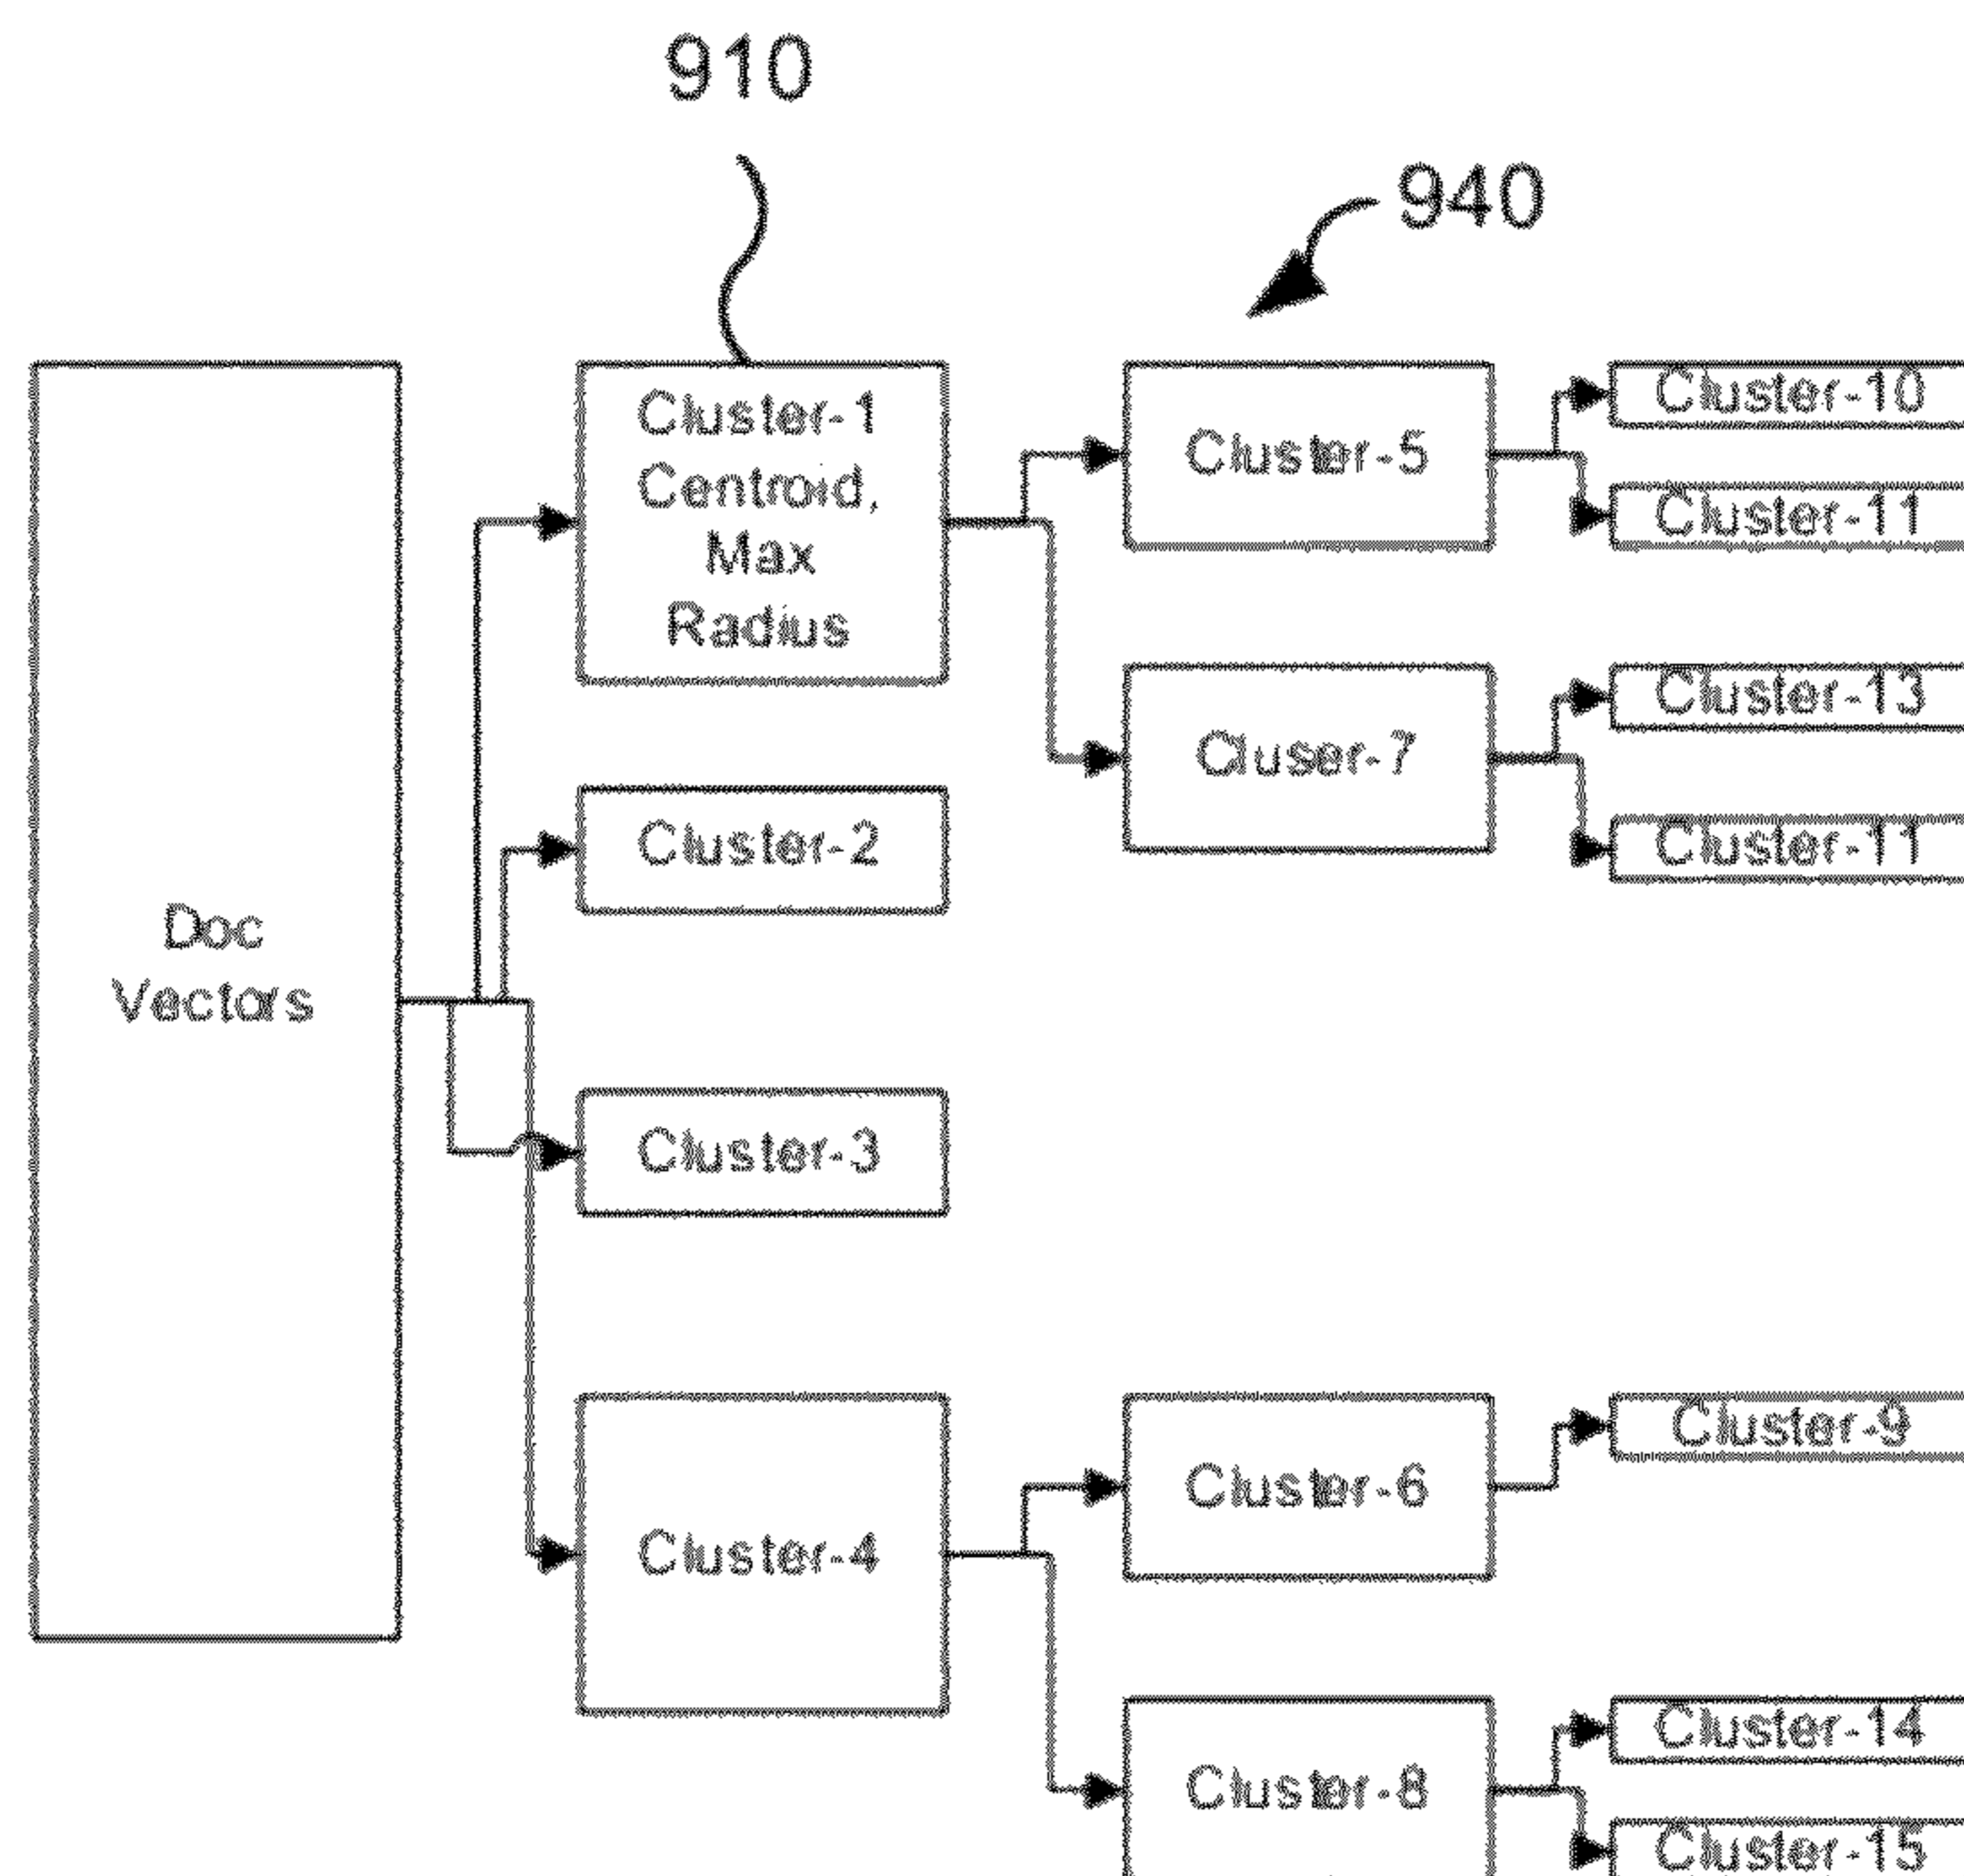 910
940
Cluster-1
Centroid,
Max
Radius
Cluster-5
Cluster-10
Cluster-11
Cluser-7
Cluster-13
Cluster-11
Cluster-2
Doc
Vectors
Cluster-3
Cluster-4
Cluster-6
Cluster-9
Cluster-8
Cluster-14
Cluster-15